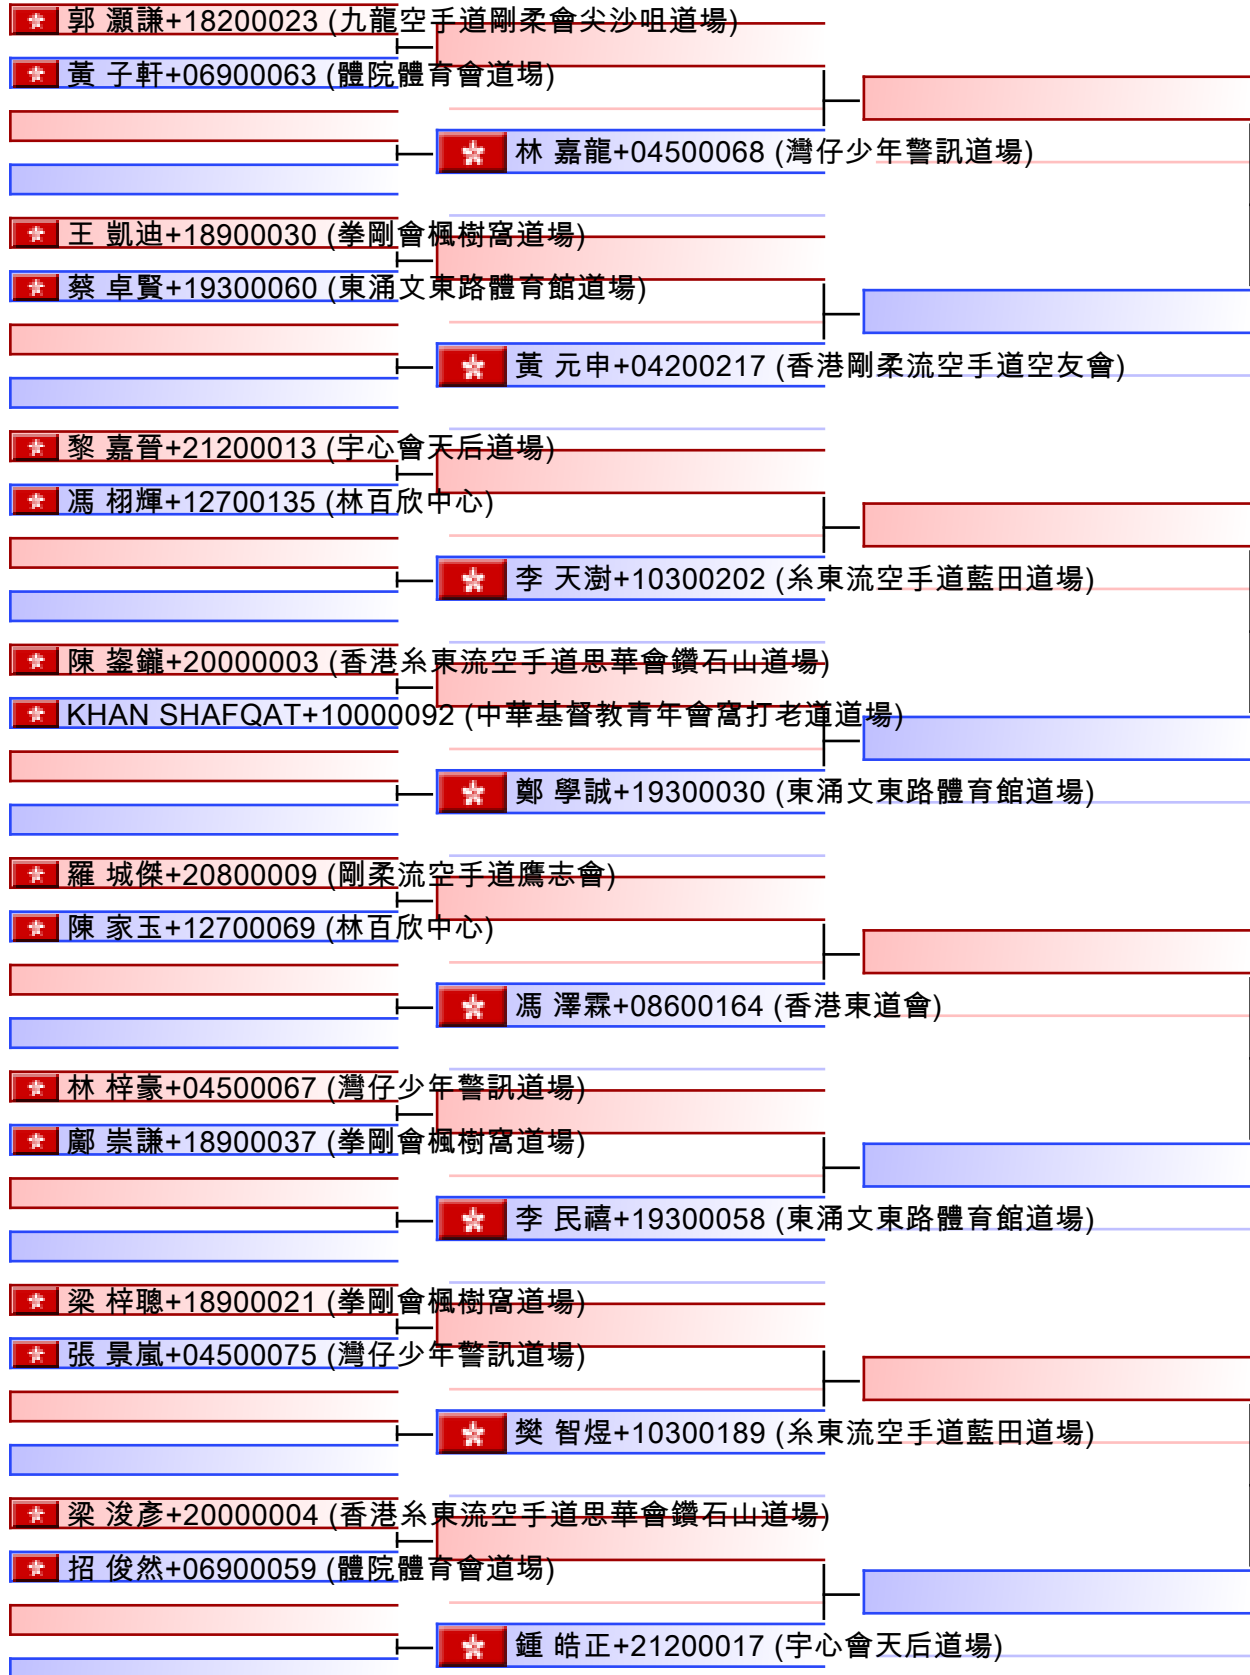 郭 灝謙+18200023 (九龍空手道剛柔會尖沙咀道場)
黃 子軒+06900063 (體院體育會道場)
林 嘉龍+04500068 (灣仔少年警訊道場)
王 凱迪+18900030 (拳剛會楓樹窩道場)
蔡 卓賢+19300060 (東涌文東路體育館道場)
黃 元申+04200217 (香港剛柔流空手道空友會)
黎 嘉晉+21200013 (宇心會天后道場)
馮 栩輝+12700135 (林百欣中心)
李 天澍+10300202 (糸東流空手道藍田道場)
陳 鋆鑨+20000003 (香港糸東流空手道思華會鑽石山道場)
KHAN SHAFQAT+10000092 (中華基督教青年會窩打老道道場)
鄭 學誠+19300030 (東涌文東路體育館道場)
羅 城傑+20800009 (剛柔流空手道鷹志會)
陳 家玉+12700069 (林百欣中心)
馮 澤霖+08600164 (香港東道會)
林 梓豪+04500067 (灣仔少年警訊道場)
鄺 崇謙+18900037 (拳剛會楓樹窩道場)
李 民禧+19300058 (東涌文東路體育館道場)
梁 梓聰+18900021 (拳剛會楓樹窩道場)
張 景嵐+04500075 (灣仔少年警訊道場)
樊 智煜+10300189 (糸東流空手道藍田道場)
梁 浚彥+20000004 (香港糸東流空手道思華會鑽石山道場)
招 俊然+06900059 (體院體育會道場)
鍾 皓正+21200017 (宇心會天后道場)